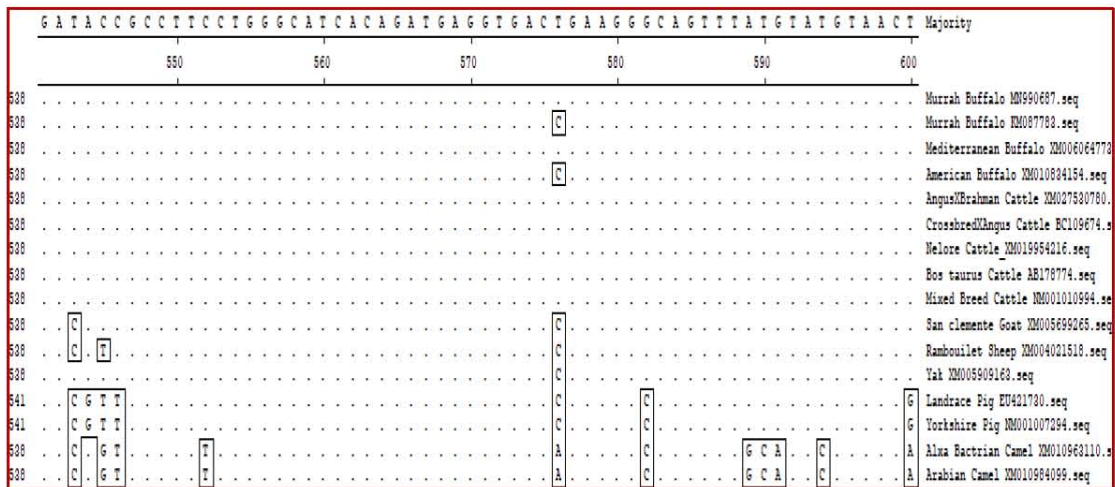 G A T A C C G C C T T C C T G G G C A T C A C A G A T G A G G T G A C T G A A G G G C A G T T T A T G T A T G T A A C T Majority
550 560 570 580 590 600
538 . . . . . . . . . . . . . . . . . . . . . . . . . . . . . . . . . . . . . . . . . . . . . . . . . . . . . . . . . . . . Murrah Buffalo MN990687.seq
538 . . . . . . . . . . . . . . . . . . . . . . . . . . . . . . . . . . . C . . . . . . . . . . . . . . . . . . . . . . . . Murrah Buffalo NM087783.seq
538 . . . . . . . . . . . . . . . . . . . . . . . . . . . . . . . . . . . . . . . . . . . . . . . . . . . . . . . . . . . . Mediterranean Buffalo XM006064773
538 . . . . . . . . . . . . . . . . . . . . . . . . . . . . . . . . . . . C . . . . . . . . . . . . . . . . . . . . . . . . American Buffalo XM010834154.seq
538 . . . . . . . . . . . . . . . . . . . . . . . . . . . . . . . . . . . . . . . . . . . . . . . . . . . . . . . . . . . . AngusXBrahman Cattle XM027530780.
538 . . . . . . . . . . . . . . . . . . . . . . . . . . . . . . . . . . . . . . . . . . . . . . . . . . . . . . . . . . . . CrossbredXAngus Cattle BC109674.s
538 . . . . . . . . . . . . . . . . . . . . . . . . . . . . . . . . . . . . . . . . . . . . . . . . . . . . . . . . . . . . Nelore Cattle_XM019954216.seq
538 . . . . . . . . . . . . . . . . . . . . . . . . . . . . . . . . . . . . . . . . . . . . . . . . . . . . . . . . . . . . Bos taurus Cattle AB178774.seq
538 . . . . . . . . . . . . . . . . . . . . . . . . . . . . . . . . . . . . . . . . . . . . . . . . . . . . . . . . . . . . Mixed Breed Cattle NM001010994.se
538 . . C . . . . . . . . . . . . . . . . . . . . . . . . . . . . . . . . C . . . . . . . . . . . . . . . . . . . . . . . . San clemente Goat XM005699265.seq
538 . . C . T . . . . . . . . . . . . . . . . . . . . . . . . . . . . . . C . . . . . . . . . . . . . . . . . . . . . . . . Rambouilet Sheep XM004021518.seq
538 . . . . . . . . . . . . . . . . . . . . . . . . . . . . . . . . . . . C . . . . . . . . . . . . . . . . . . . . . . . . Yak XM005909163.seq
541 . . C G T T . . . . . . . . . . . . . . . . . . . . . . . . . . . . . C . . . . . C . . . . . . . . . . . . . . . . . G Landrace Pig EU421730.seq
541 . . C G T T . . . . . . . . . . . . . . . . . . . . . . . . . . . . . C . . . . . C . . . . . . . . . . . . . . . . . G Yorkshire Pig NM001007294.seq
538 . . C . G T . . . . . T . . . . . . . . . . . . . . . . . . . . . . . A . . . . . C . . . . . . G C A . . C . . . . . A Alxa Bactrian Camel XM010963110.s
538 . . C . G T . . . . . T . . . . . . . . . . . . . . . . . . . . . . . A . . . . . C . . . . . . G C A . . C . . . . . A Arabian Camel XM010984099.seq